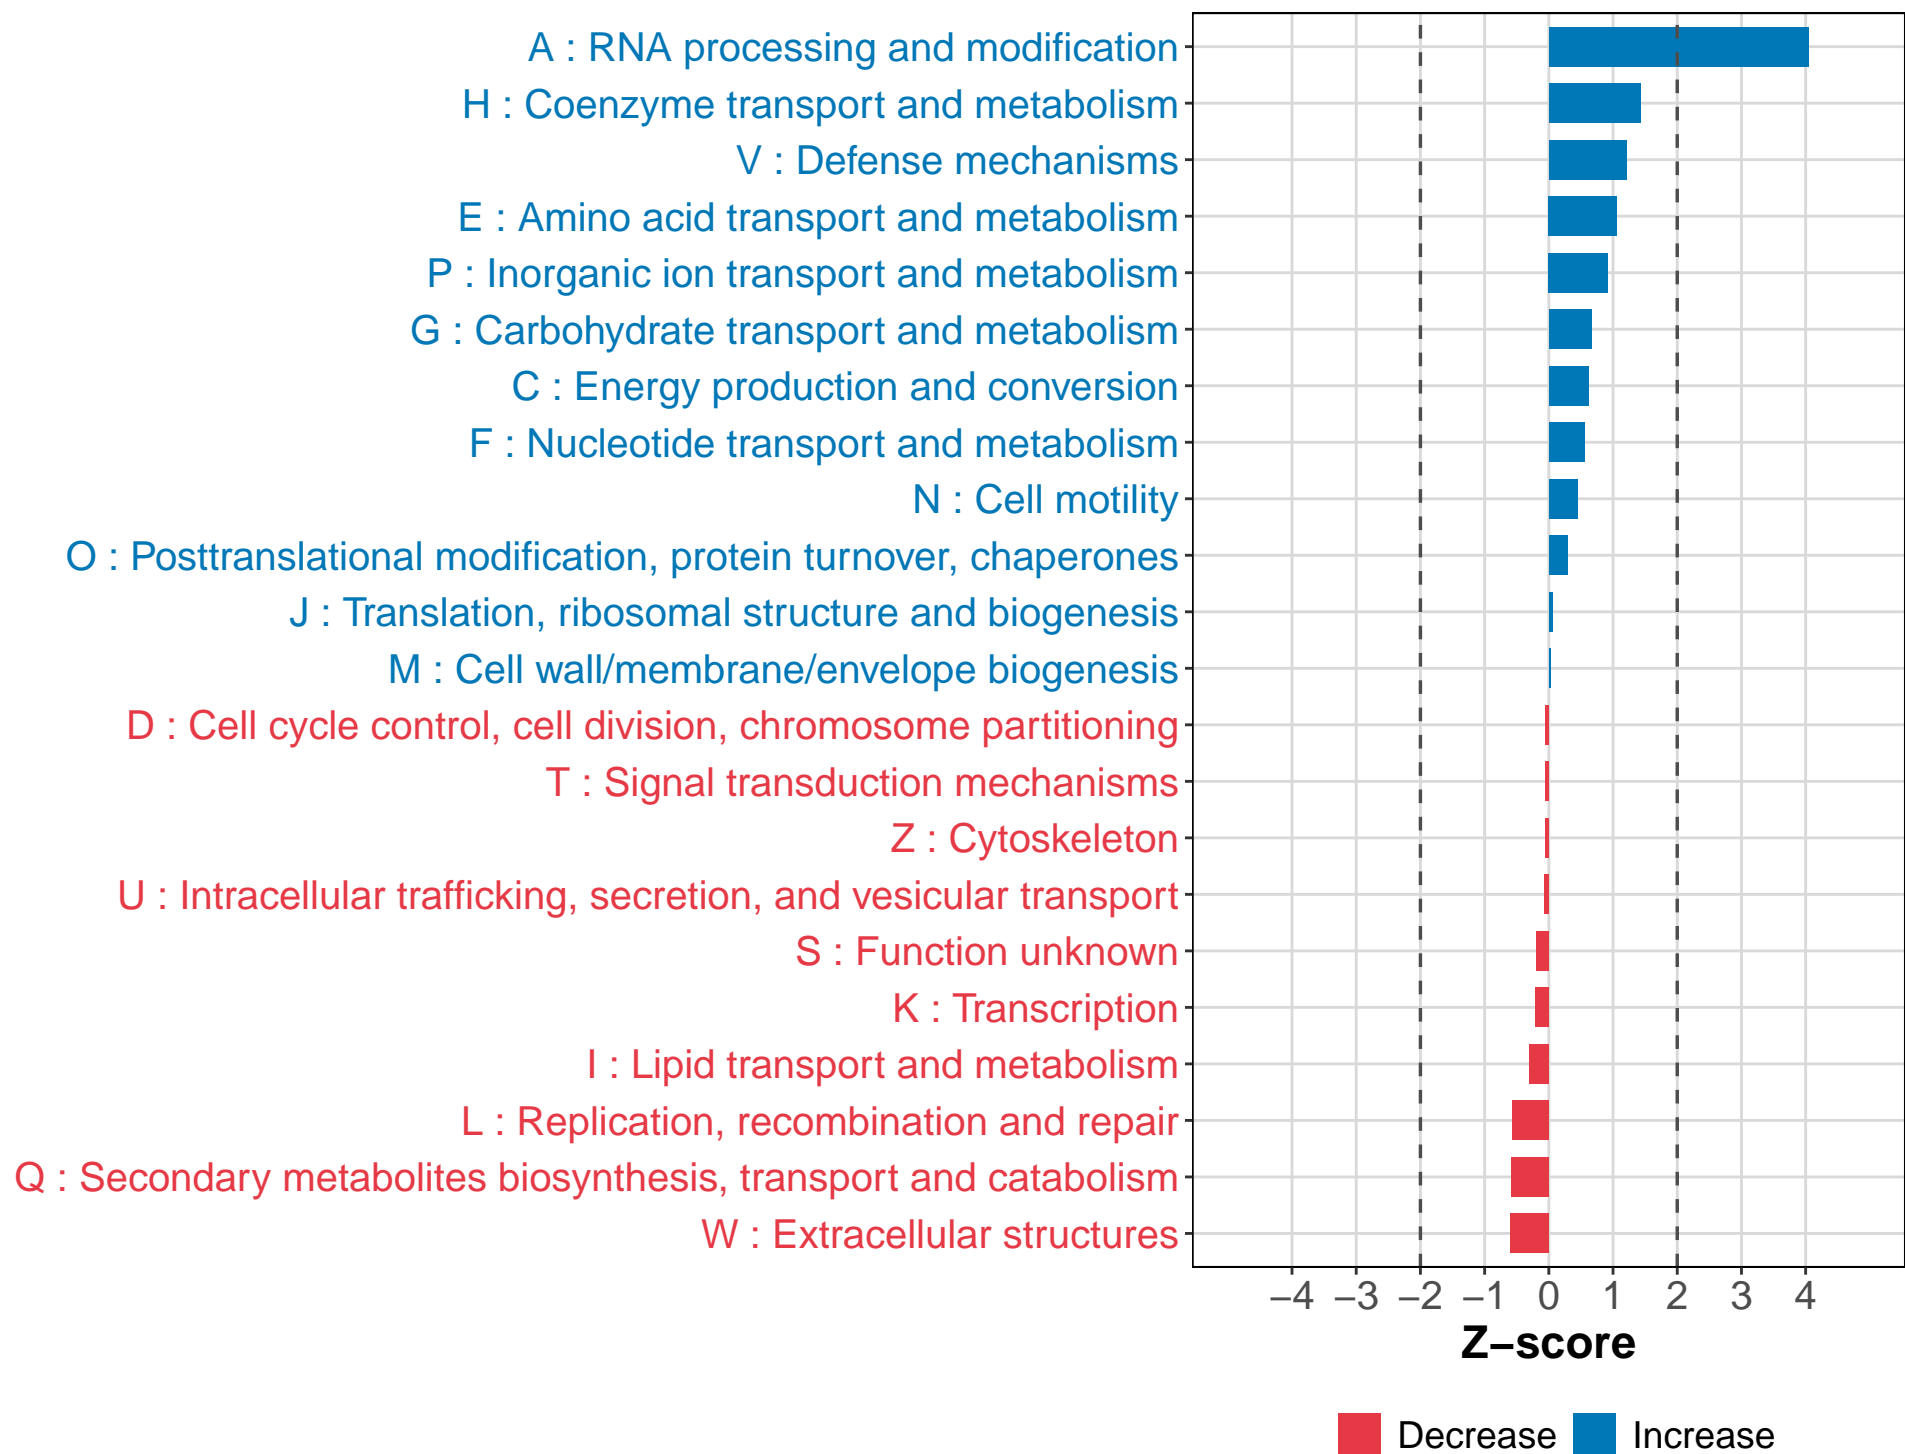 A : RNA processing and modification
H : Coenzyme transport and metabolism
V : Defense mechanisms
E : Amino acid transport and metabolism
P : Inorganic ion transport and metabolism
G : Carbohydrate transport and metabolism
C : Energy production and conversion
F : Nucleotide transport and metabolism
N : Cell motility
O : Posttranslational modification, protein turnover, chaperones
J : Translation, ribosomal structure and biogenesis
M : Cell wall/membrane/envelope biogenesis
D : Cell cycle control, cell division, chromosome partitioning
T : Signal transduction mechanisms
Z : Cytoskeleton
U : Intracellular trafficking, secretion, and vesicular transport
S : Function unknown
K : Transcription
I : Lipid transport and metabolism
L : Replication, recombination and repair
Q : Secondary metabolites biosynthesis, transport and catabolism
W : Extracellular structures
−4 −3 −2 −1 0 1 2 3 4
Z−score
Decrease Increase